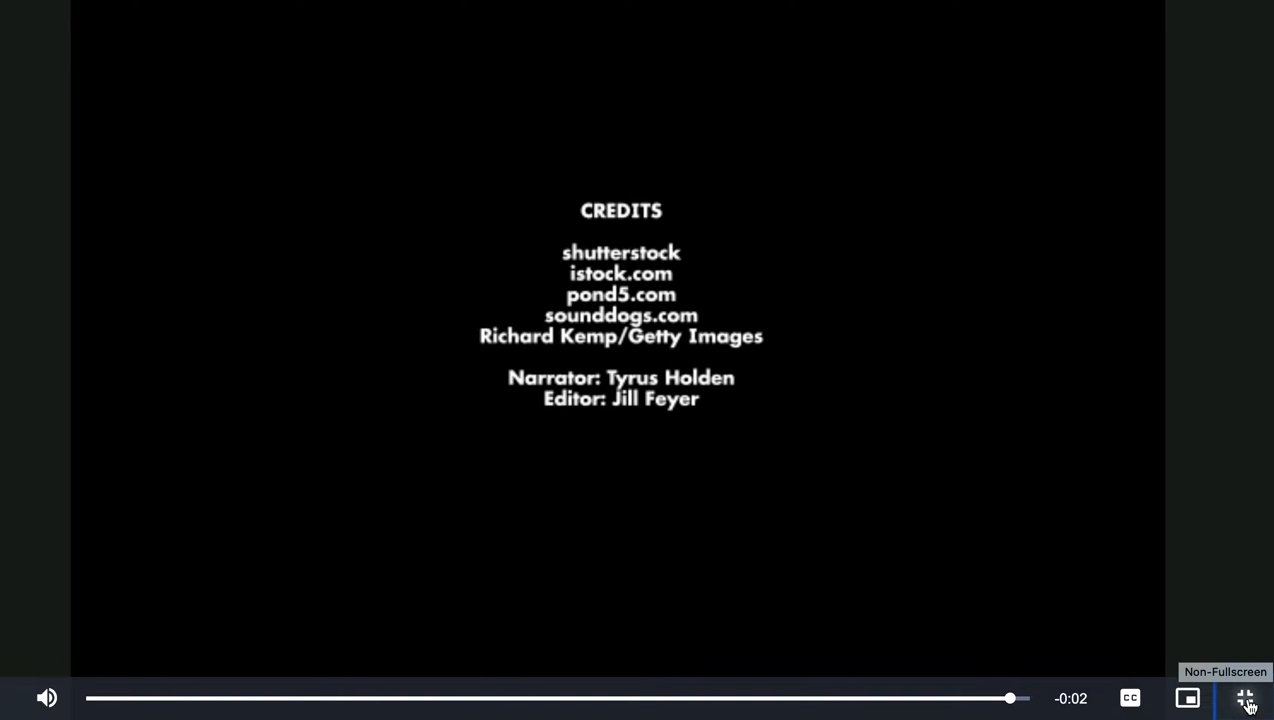 CREDITS
shutterstock
istock.com
pond5.com
sounddogs.com
Richard Kemp/Getty Images
Narrator: Tyrus Holden
Editor: Jill Feyer
Non-Fullscreen
-0:02
CC